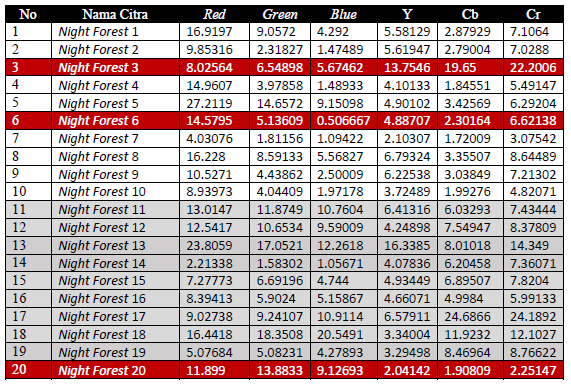 No Nama Citra Red Green Blue Y Cb Cr
1 Night Forest 1 16.9197 9.0572 4.292 5.58129 2.87929 7.1064
2 Night Forest 2 9.85316 2.31827 1.47489 5.61947 2.79004 7.0288
3 Night Forest 3 8.02564 6.54898 5.67462 13.7546 19.65 22.2006
4 Night Forest 4 14.9607 3.97858 1.48933 4.10133 1.84551 5.49147
5 Night Forest 5 27.2119 14.6572 9.15098 4.90102 3.42569 6.29204
6 Night Forest 6 14.5795 5.13609 0.506667 4.88707 2.30164 6.62138
7 Night Forest 7 4.03076 1.81156 1.09422 2.10307 1.72009 3.07542
8 Night Forest 8 16.228 8.59133 5.56827 6.79324 3.35507 8.64489
9 Night Forest 9 10.5271 4.43862 2.50009 6.22538 3.03849 7.21302
10 Night Forest 10 8.93973 4.04409 1.97178 3.72489 1.99276 4.82071
11 Night Forest 11 13.0147 11.8749 10.7604 6.41316 6.03293 7.43444
12 Night Forest 12 12.5417 10.6534 9.59009 4.24898 7.54947 8.37809
13 Night Forest 13 23.8059 17.0521 12.2618 16.3385 8.01018 14.349
14 Night Forest 14 2.21338 1.58302 1.05671 4.07836 6.20458 7.36071
15 Night Forest 15 7.27773 6.69196 4.744 4.93449 6.89507 7.8204
16 Night Forest 16 8.39413 5.9024 5.15867 4.66071 4.9984 5.99133
17 Night Forest 17 9.02738 9.24107 10.9114 6.57911 24.6866 24.1892
18 Night Forest 18 16.4418 18.3508 20.5491 3.34004 11.9232 12.1027
19 Night Forest 19 5.07684 5.08231 4.27893 3.29498 8.46964 8.76622
20 Night Forest 20 11.899 13.8833 9.12693 2.04142 1.90809 2.25147